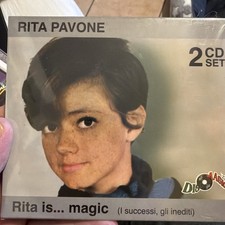 RITA PAVONE
2 CD
SET
Rita is... magic (I successi, gli inediti)